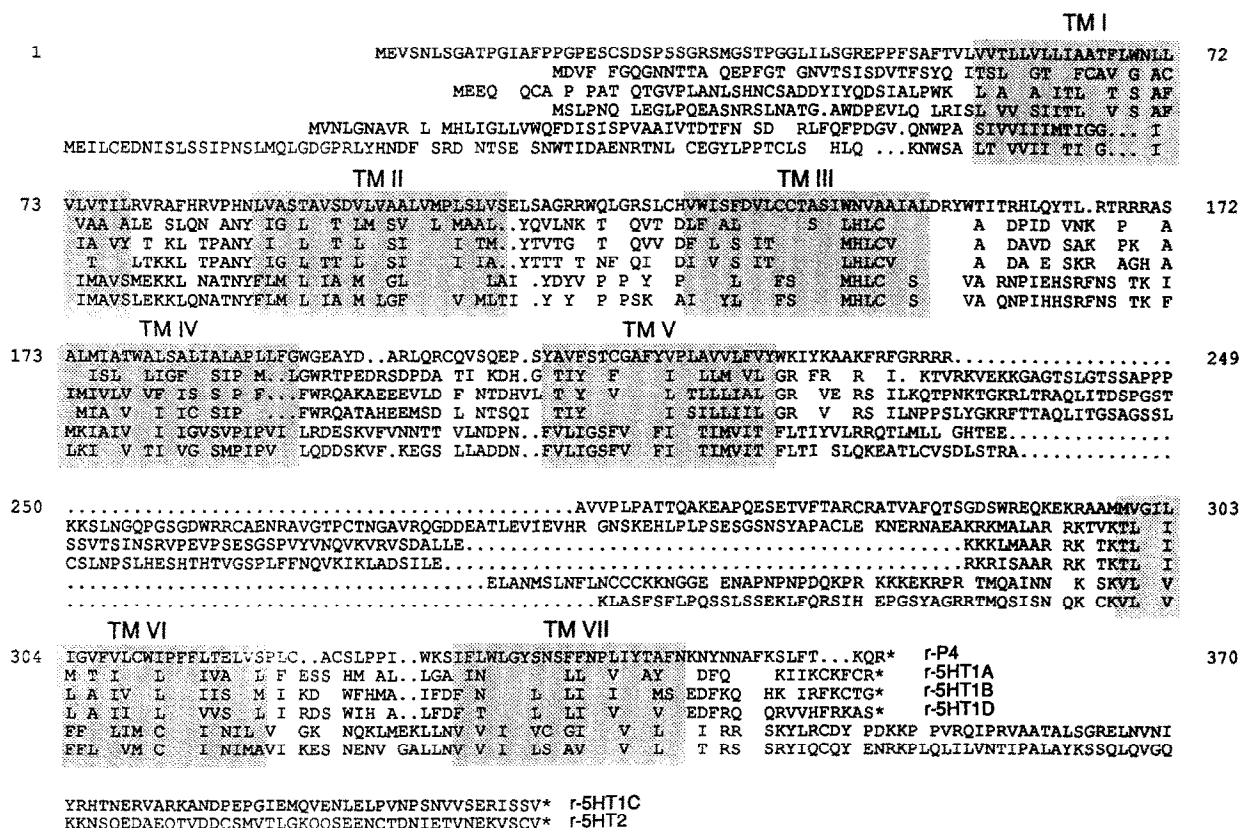 TM I
1 MEVSNLSGATPGIAFPPGPESCSDSPSSGRSMGSTPGGLILSGREPPFSAFTVLVVTLLVLLIAATFLWNLL 72
MDVF FGQGNNTTA QEPFGT GNVTSISDVTFSYQ ITSL GT FCAV G AC
MEEQ QCA P PAT QTGVPLANLSHNCSADDYIYQDSIALPWK L A A ITL T S AF
MSLPNQ LEGLPQEASNRSLNATG.AWDPEVLQ LRISL VV SIITL V S AF
MVNLGNAVR L MHLIGLLVWQFDISISPVAAIVTDTFN SD RLFQFPDGV.QNWPA SIVVIIIMTIGG... I
MEILCEDNISLSSIPNSLMQLGDGPRLYHNDF SRD NTSE SNWTIDAENRTNL CEGYLPPTCLS HLQ ...KNWSA LT VVII TI G... I
TM II TM III
73 VLVTILRVRAFHRVPHNLVASTAVSDVLVAALVMPLSLVSELSAGRRWQLGRSLCHVWISFDVLCCTASIWNVAAIALDRYWTITRHLQYTL.RTRRRAS 172
VAA ALE SLQN ANY IG L T LM SV L MAAL.YQVLNK T QVT DLF AL S LHLC A ADPID VNK P A
IA VY T KL TPANY I L T L SI I TM.YTVTG T QVV DF L S IT MHLCV A DAVD SAK PK A
T LTKKL TPANY IG L TT L SI I IA.YTTT T NF QI DI V S IT LHLCV A DA E SKR AGH A
IMAVSMEKKL NATNYFLM L IA M GL LAI .YDYV P P Y P L FS MHLC S VA RNPIEHSRFNS TK I
IMAVSLEKKLQNATNYFLM L IA M LGF V MLTI .Y Y P PSK AI YL FS MHLC S VA QNPIHHSRFNS TK F
TM IV TM V
173 ALMIATWALSALIALAPLLFGWGEAYD..ARLQRCQVSQEP.SYAVFSTCGAFYVPLAVVLFVYWKIYKAAKFRFGRRRR.................... 249
ISL LIGF SIP M. LGWRTPEDRSDPDA TI KDH.G TIY F I LLM VL GR FR R I. KTVRKVEKKGAGTSLGTSSAPPP
IMIVLV VF IS S P F. .FWRQAKAEEEVLD F NTDHVL T Y V L TLLLIAL GR V ER S ILKQTPNKTGKRLTRAQLITDSPGST
MIA V I IC SIP .FWRQATAHEEMSD L NTSQI TIY I SILLIIL GR V RS ILNPPSLYGKRFTTAQLITGSAGSSL
MKIAIV I IGVSVPIPVI LRDESKVFVNNTT VLNDPN..FVLIGSFV FI TIMVIT FLTIYVLRRQTLMLL GHTEE...............
LKI V TI VG SMPIPV LQDDSKVF.KEGS LLADDN..FVLIGSFV FI TIMVIT FLTI SLQKEATLCVSDLSTRA..............
250 ..........................................AVVPLPATTQAKEAPQESETVFTARCRATVAFQTSGDSWREQKEKRAAMMVGIL 303
KKSLNGQPGSGDWRRCAENRAVGTPCTNGAVRQGDDEATLEVIEVHR GNSKEHLPLPSESGSNSYAPACLE KNERNAEAKRKMALAR RKTVKTL I
SSVTSINSRVPEVPSESGSPVYVNQVKVRVSDALLE.........................................KKKLMAAR RK TKTL I
CSLNPSLHESHTHTVGSPLFFNQVKIKLADSILE...........................................RKRISAAR RK TKTL I
...................................ELANMSLNFLNCCCKKNGGE ENAPNPNPDQKPR KKKEKRPR TMQAINN K SKVL V
.............................................KLASFSFLPQSSLSSEKLFQRSIH EPGSYAGRRTMQSISN QK CKVL V
TM VI TM VII
304 IGVFVLCWIPFFLTELVSPLC..ACSLPPI..WKSIFLWLGYSNSFFNPLIYTAFNKNYNNAFKSLFT...KQR* r-P4 370
M T I L IVA L F ESS HM AL..LGA IN LL V AY DFQ KIIKCKFCR* r-5HT1A
L A IV L IIS M I KD WFHMA..IFDF N L LI I MS EDFKQ HK IRFKCTG* r-5HT1B
L A II L VVS L I RDS WIH A..LFDF T L LI V V EDFRQ QRVVHFRKAS* r-5HT1D
FF LIM C I NIL V GK NQKLMEKLLNV V I VC GI V L I RR SKYLRCDY PDKKP PVRQIPRVAATALSGRELNVNI
FFL VM C I NIMAVI KES NENV GALLNV V I LS AV V L T RS SRYIQCQY ENRKPLQLILVNTIPALAYKSSQLQVGQ
YRHTNERVARKANDPEPGIEMQVENLELPVNPSNVVSERISSV* r-5HT1C
KKNSQEDAEQTVDDCSMVTLGKQQSEENCTDNIETVNEKVSCV* r-5HT2